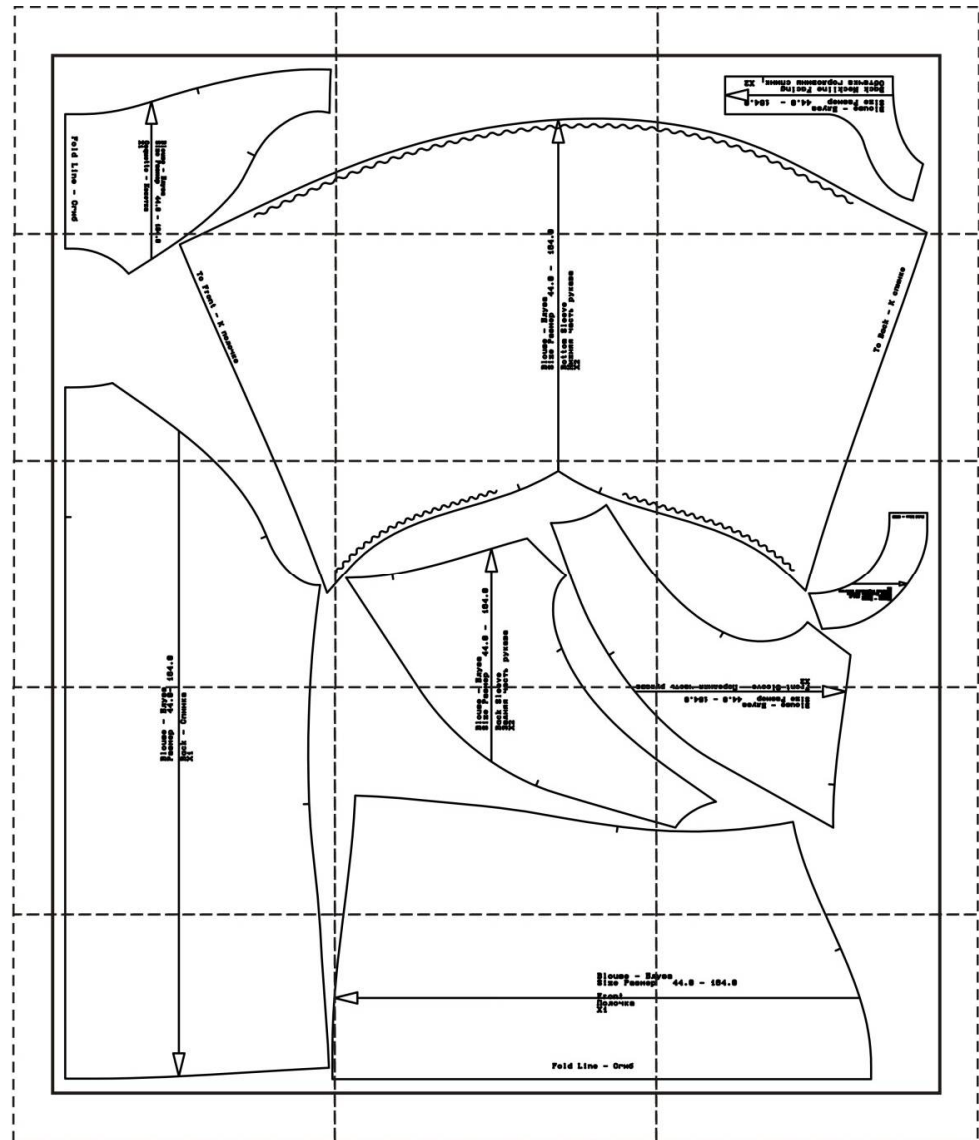 Blouse - Блуза
Size Размер 44.0 - 164.0
Coquette - Кокетка
X1
Fold Line - Сгиб
Blouse - Блуза
Size Размер 44.0 - 164.0
Back Neckline Facing
Обтачка горловины спинки
X2
Blouse - Блуза
Size Размер 44.0 - 164.0
Bottom Sleeve
Нижняя часть рукава
X2
To Front - К полочке
To Back - К спинке
Blouse - Блуза
Размер 44.0- 164.0
Back - Спинка
X1
Blouse - Блуза
Size Размер 44.0 - 164.0
Back Sleeve
Задняя часть рукава
X2
Blouse - Блуза
Size Размер 44.0 - 164.0
Front Sleeve Передняя часть рукава
X2
Blouse - Блуза
Size Размер 44.0 - 164.0
Front
Полочка
X1
Fold Line - Сгиб